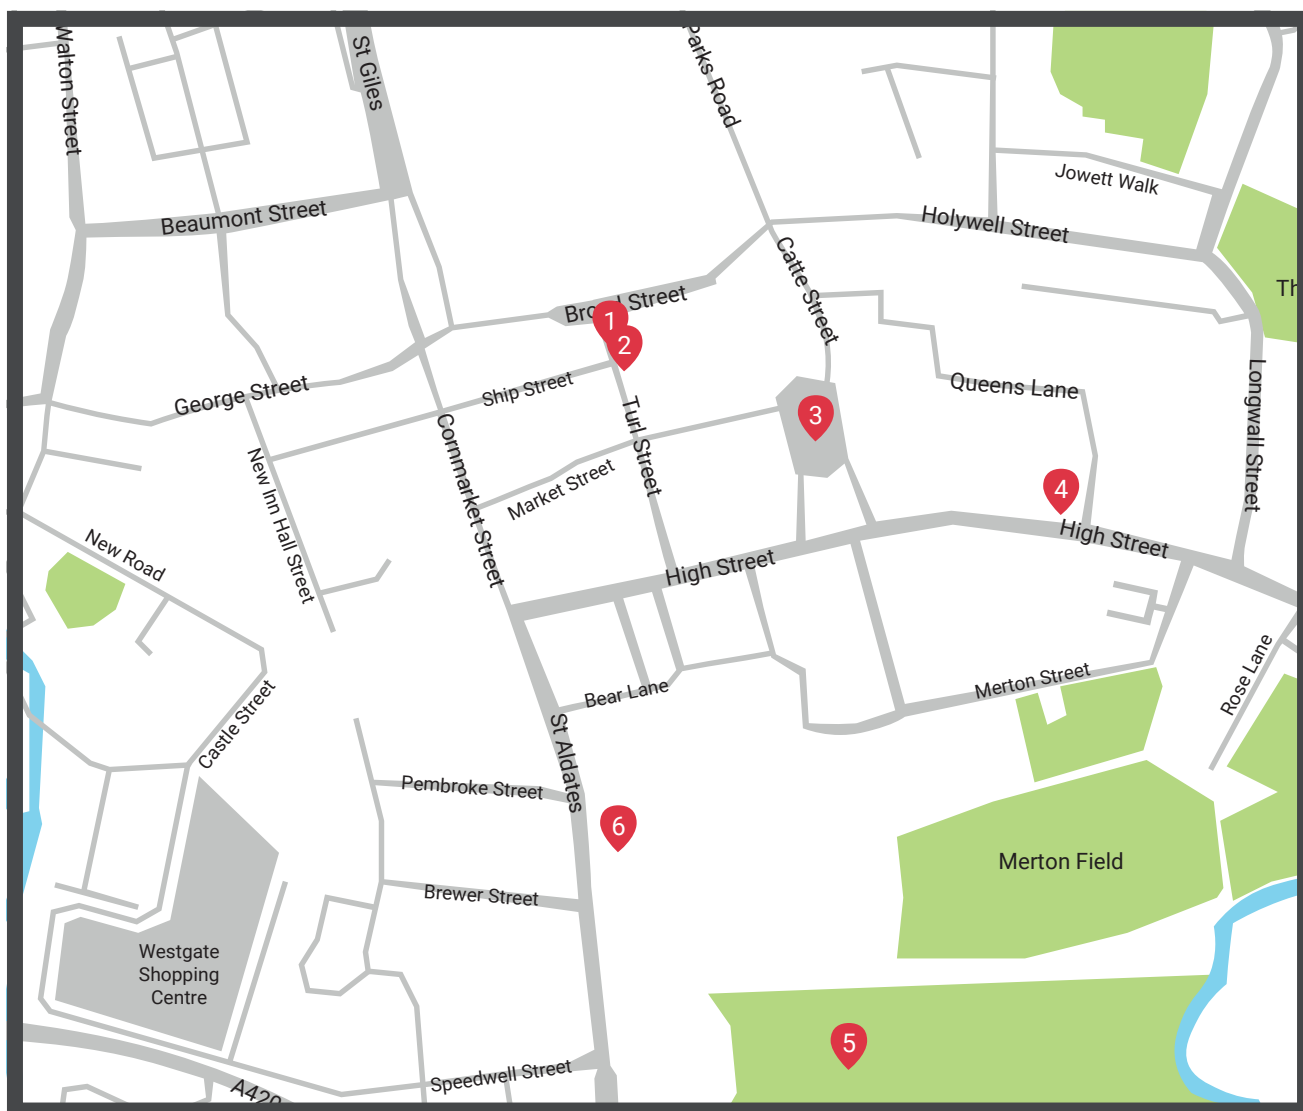 Walton Street
St Giles
Parks Road
Jowett Walk
Beaumont Street
Holywell Street
Catte Street
Th
Broad Street
1
2
George Street
Ship Street
Queens Lane
Longwall Street
Turl Street
3
Cornmarket Street
New Inn Hall Street
Market Street
4
New Road
High Street
High Street
Rose Lane
Merton Street
Bear Lane
Castle Street
St Aldates
Pembroke Street
6
Merton Field
Brewer Street
Westgate
Shopping
Centre
5
Speedwell Street
A420